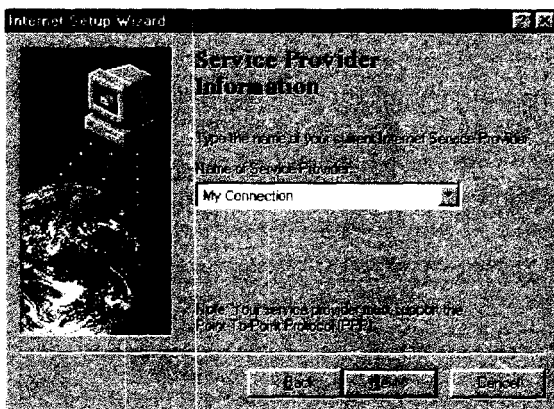 Internet Setup Wizard
Service Provider
Information
Type the name of your current Internet Service Provider
Name of Service Provider:
My Connection
Note: Your service provider must support the
Point-To-Point Protocol (PPP).
Back
Next
Cancel